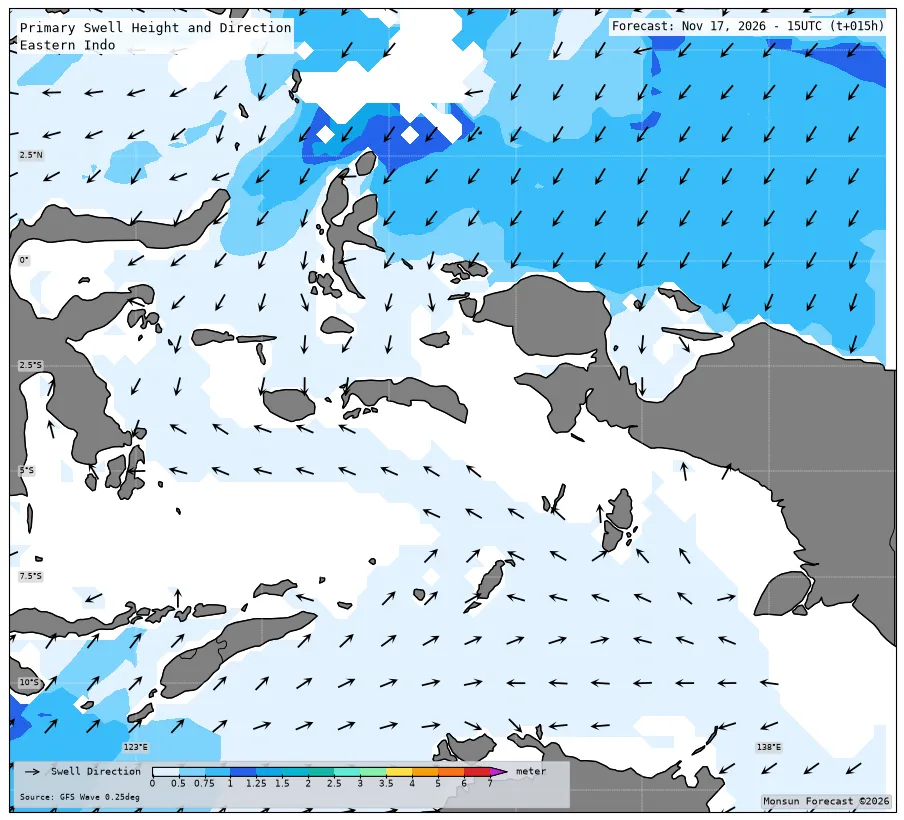 Primary Swell Height and Direction
Eastern Indo
Forecast: Nov 17, 2026 - 15UTC (t+015h)
2.5°N
0°
2.5°S
5°S
7.5°S
10°S
123°E
138°E
Swell Direction
0 0.5 0.75 1 1.25 1.5 2 2.5 3 3.5 4 5 6 7
meter
Source: GFS Wave 0.25deg
Monsun Forecast ©2026